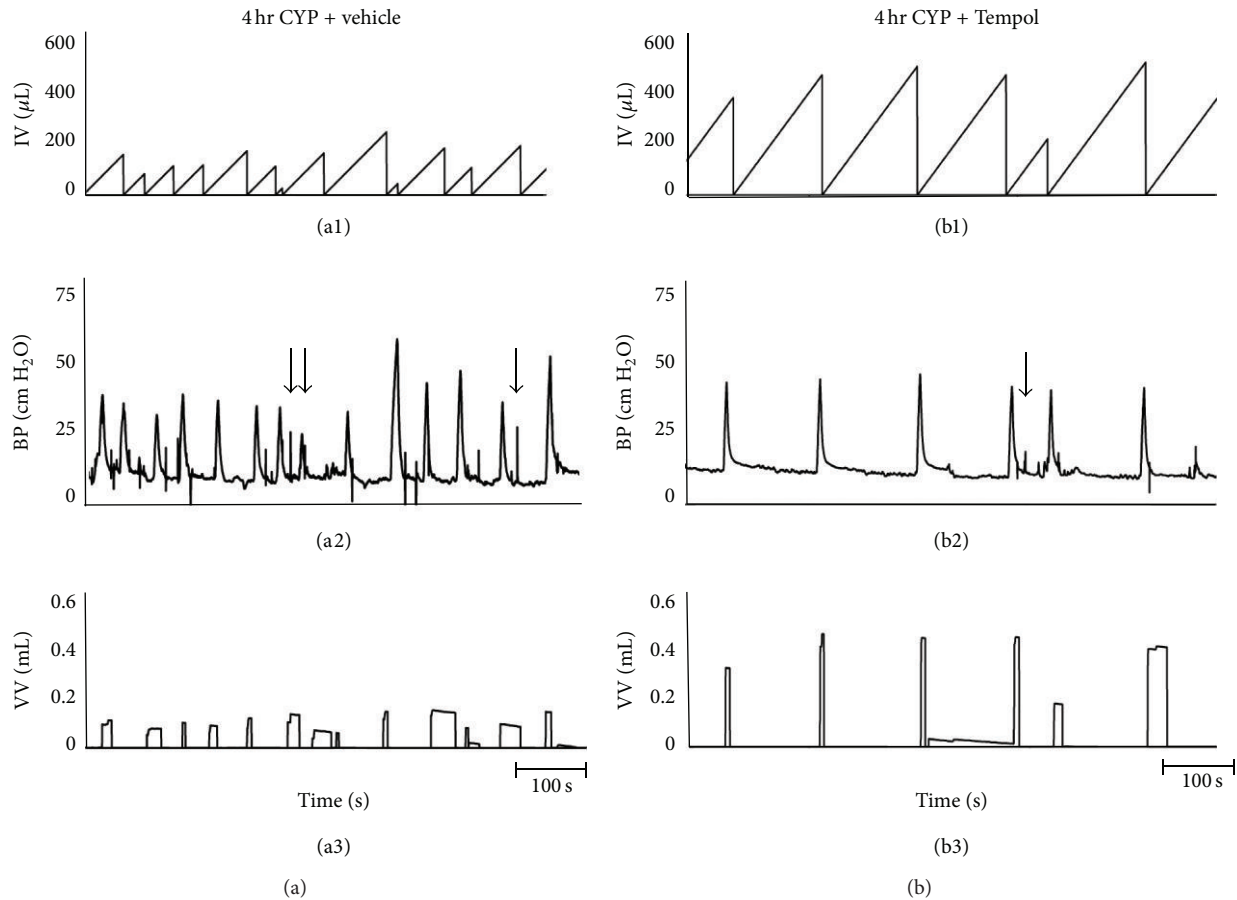 4 hr CYP + vehicle
600
400
200
0
IV (μL)
(a1)
4 hr CYP + Tempol
600
400
200
0
IV (μL)
(b1)
75
50
25
0
BP (cm H₂O)
(a2)
75
50
25
0
BP (cm H₂O)
(b2)
0.6
0.4
0.2
0
VV (mL)
100 s
Time (s)
(a3)
(a)
0.6
0.4
0.2
0
VV (mL)
100 s
Time (s)
(b3)
(b)